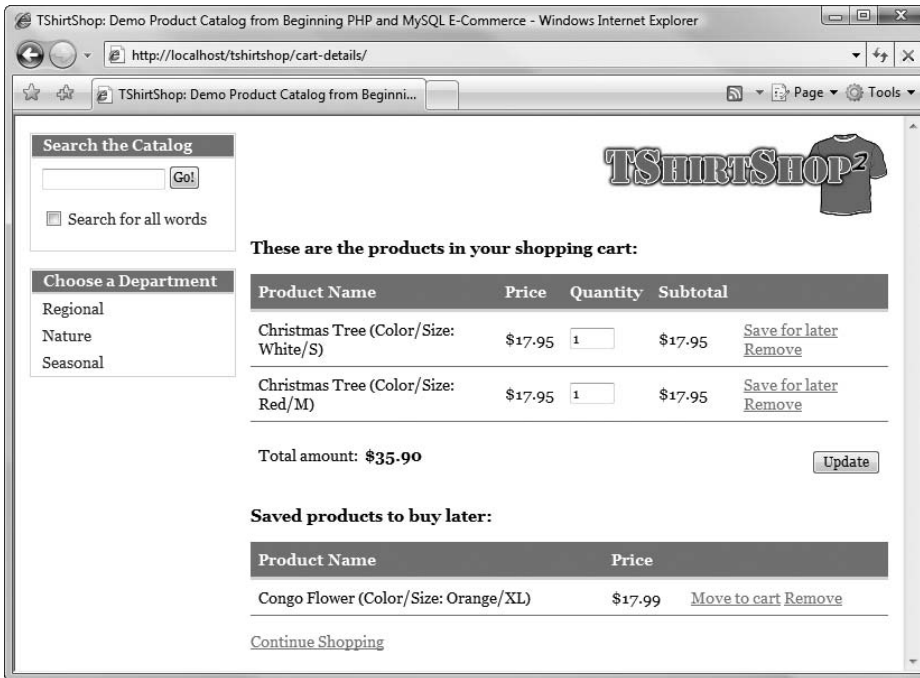 TShirtShop: Demo Product Catalog from Beginning PHP and MySQL E-Commerce - Windows Internet Explorer
http://localhost/tshirtshop/cart-details/
TShirtShop: Demo Product Catalog from Beginni...
Page
Tools
Search the Catalog
Go!
Search for all words
Choose a Department
Regional
Nature
Seasonal
TShirtShop2
These are the products in your shopping cart:
Product Name Price Quantity Subtotal
Christmas Tree (Color/Size:
White/S)
$17.95 1 $17.95
Save for later
Remove
Christmas Tree (Color/Size:
Red/M)
$17.95 1 $17.95
Save for later
Remove
Total amount: $35.90
Update
Saved products to buy later:
Product Name Price
Congo Flower (Color/Size: Orange/XL) $17.99 Move to cart Remove
Continue Shopping